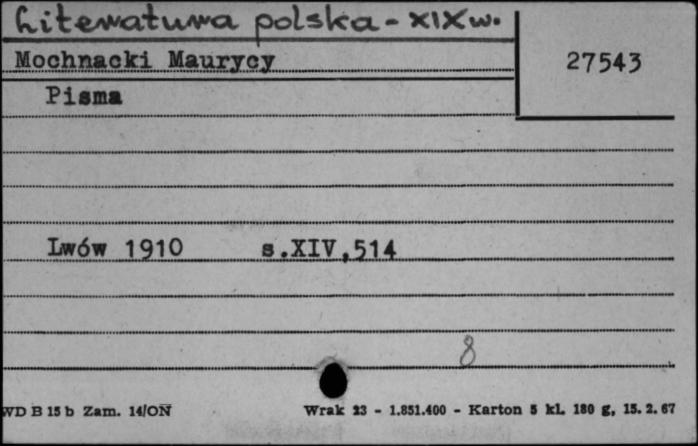 Literatura polska - XIX w.
Mochnacki Maurycy
27543
Pisma
Lwów 1910 s.XIV,514
8
WD B 15 b Zam. 14/ON Wrak 23 - 1.851.400 - Karton 5 kl. 180 g, 15. 2. 67